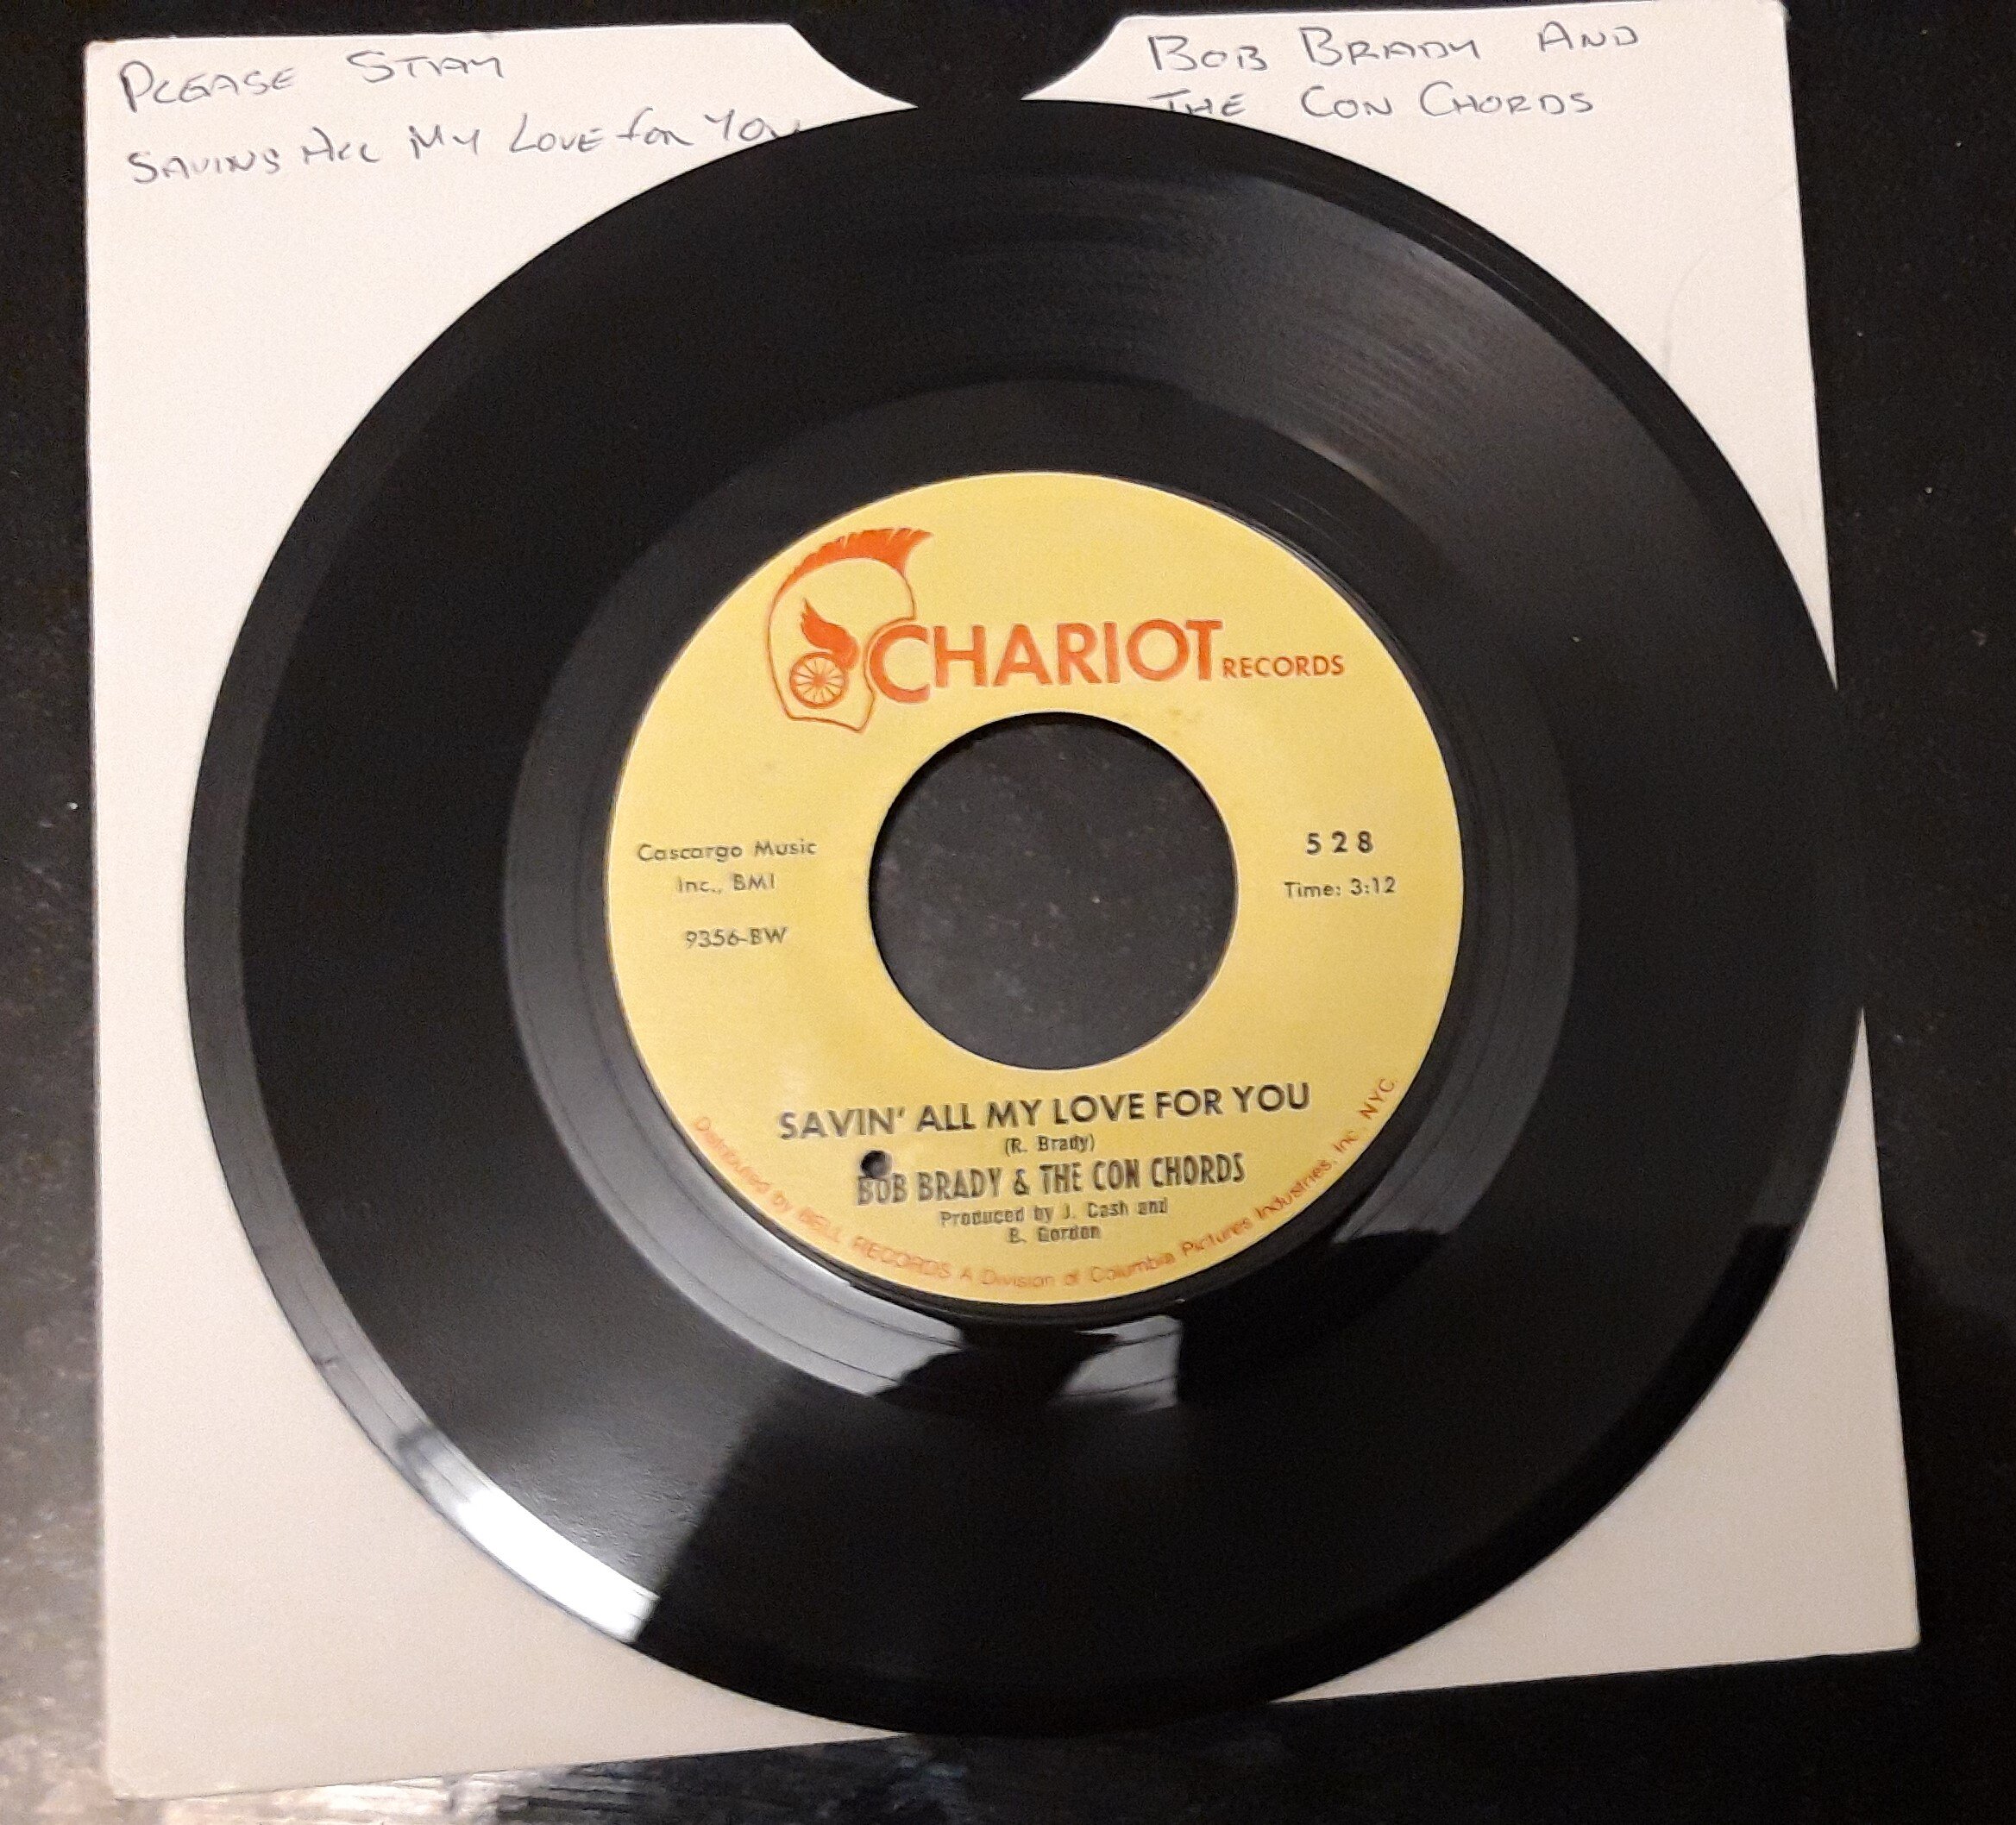 PLEASE STAY
SAVING ALL MY LOVE for YOU
BOB BRADY AND
THE CON CHORDS
CHARIOT RECORDS
Cascargo Music
Inc., BMI
9356-BW
528
Time: 3:12
SAVIN' ALL MY LOVE FOR YOU
(R. Brady)
BOB BRADY & THE CON CHORDS
Produced by J. Cash and
B. Gordon
Distributed by BELL RECORDS A Division of Columbia Pictures Industries, Inc. NYC